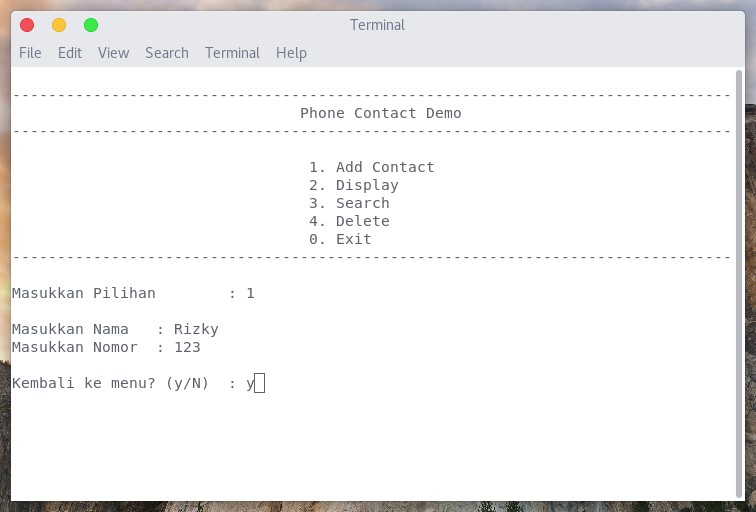 Terminal
File Edit View Search Terminal Help
--------------------------------------------------------------------------------
Phone Contact Demo
--------------------------------------------------------------------------------
1. Add Contact
2. Display
3. Search
4. Delete
0. Exit
--------------------------------------------------------------------------------
Masukkan Pilihan        : 1
Masukkan Nama   : Rizky
Masukkan Nomor  : 123
Kembali ke menu? (y/N)  : y